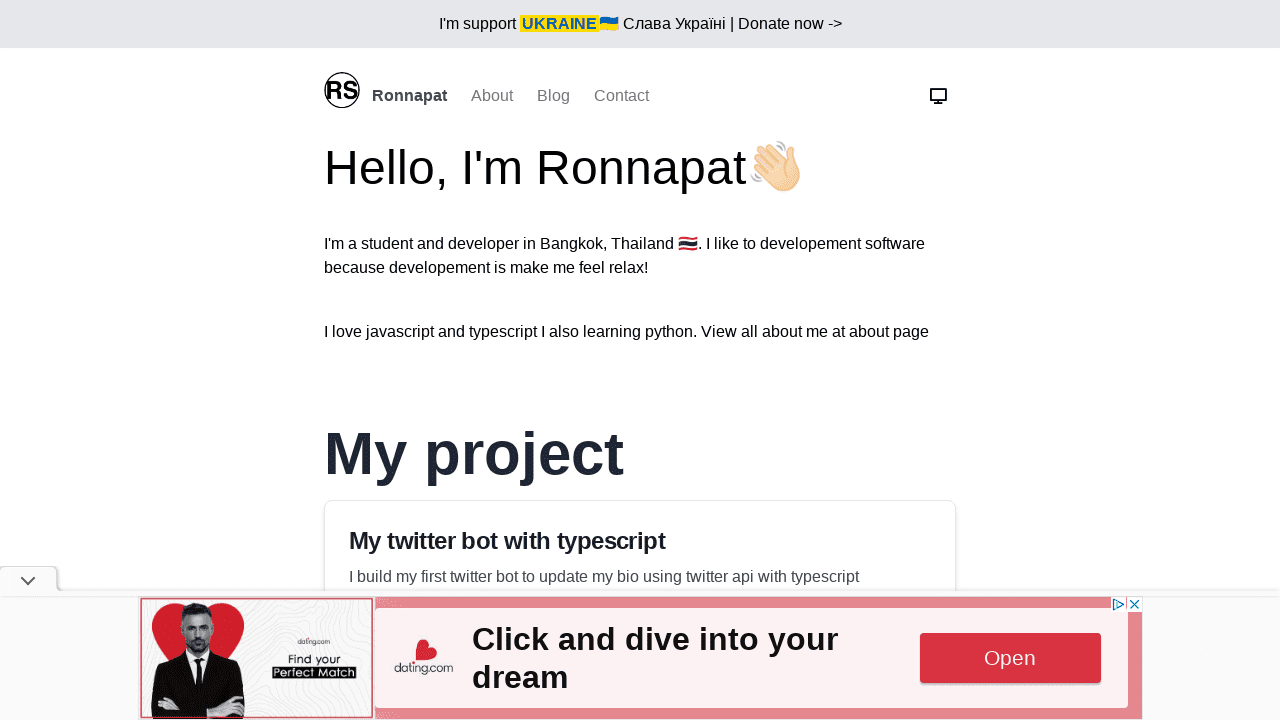 I'm support UKRAINE🇺🇦 Слава Україні | Donate now ->
RS Ronnapat About Blog Contact
Hello, I'm Ronnapat👋🏻
I'm a student and developer in Bangkok, Thailand 🇹🇭. I like to developement software
because developement is make me feel relax!
I love javascript and typescript I also learning python. View all about me at about page
My project
My twitter bot with typescript
I build my first twitter bot to update my bio using twitter api with typescript
dating.com
Find your
Perfect Match
dating.com
Click and dive into your
dream
Open